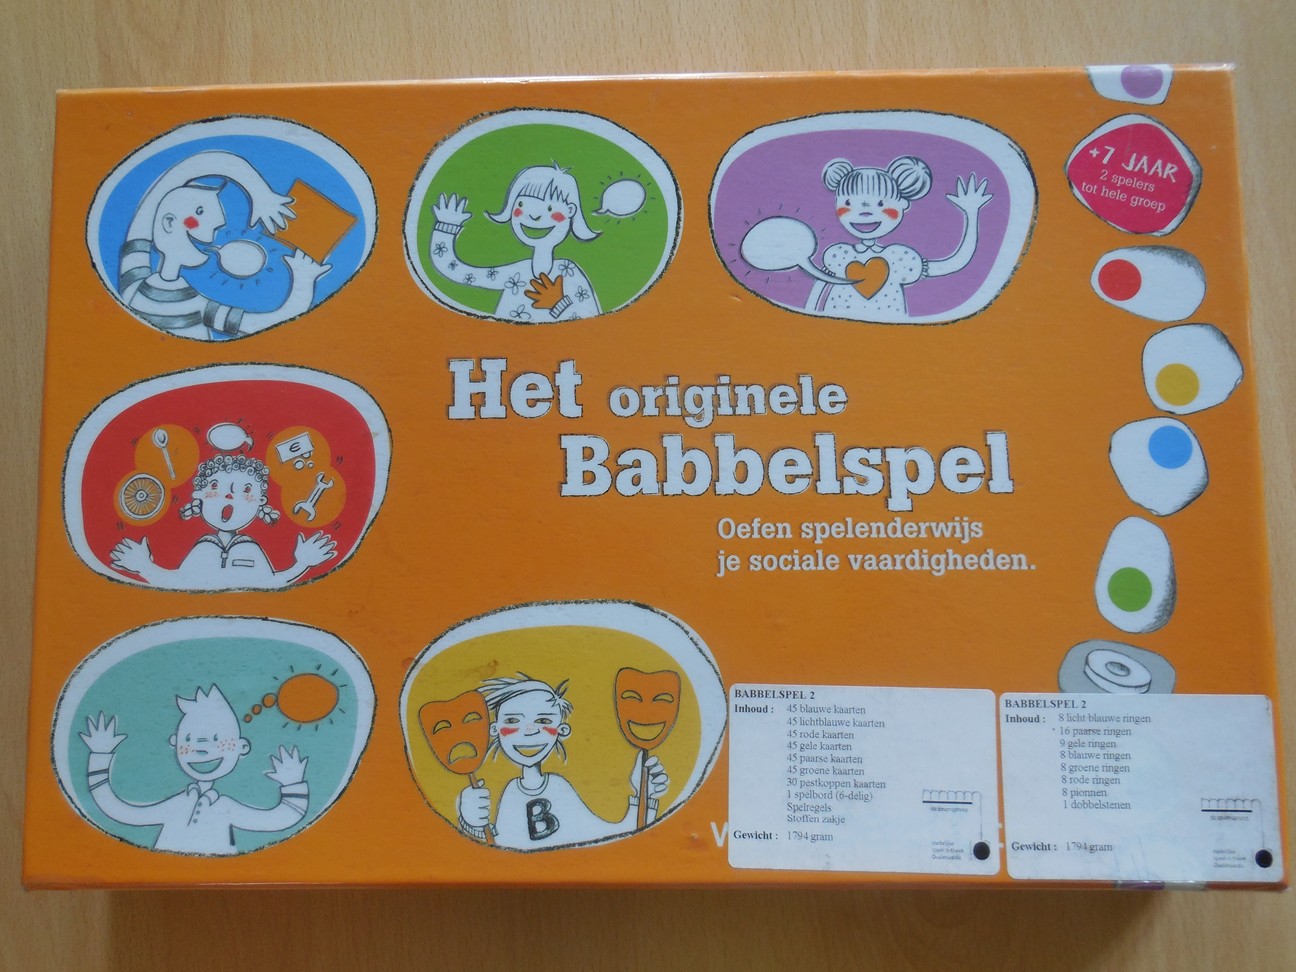 +7 JAAR
2 spelers
tot hele groep
Het originele
Babbelspel
Oefen spelenderwijs
je sociale vaardigheden.
€
B
BABBELSPEL 2
Inhoud : 45 blauwe kaarten
45 lichtblauwe kaarten
45 rode kaarten
45 gele kaarten
45 paarse kaarten
45 groene kaarten
30 pestkoppen kaarten
1 spelbord (6-delig)
Spelregels
Stoffen zakje
Gewicht : 1794 gram
BABBELSPEL 2
Inhoud : 8 licht blauwe ringen
16 paarse ringen
9 gele ringen
8 blauwe ringen
8 groene ringen
8 rode ringen
8 pionnen
1 dobbelstenen
Gewicht : 1794 gram